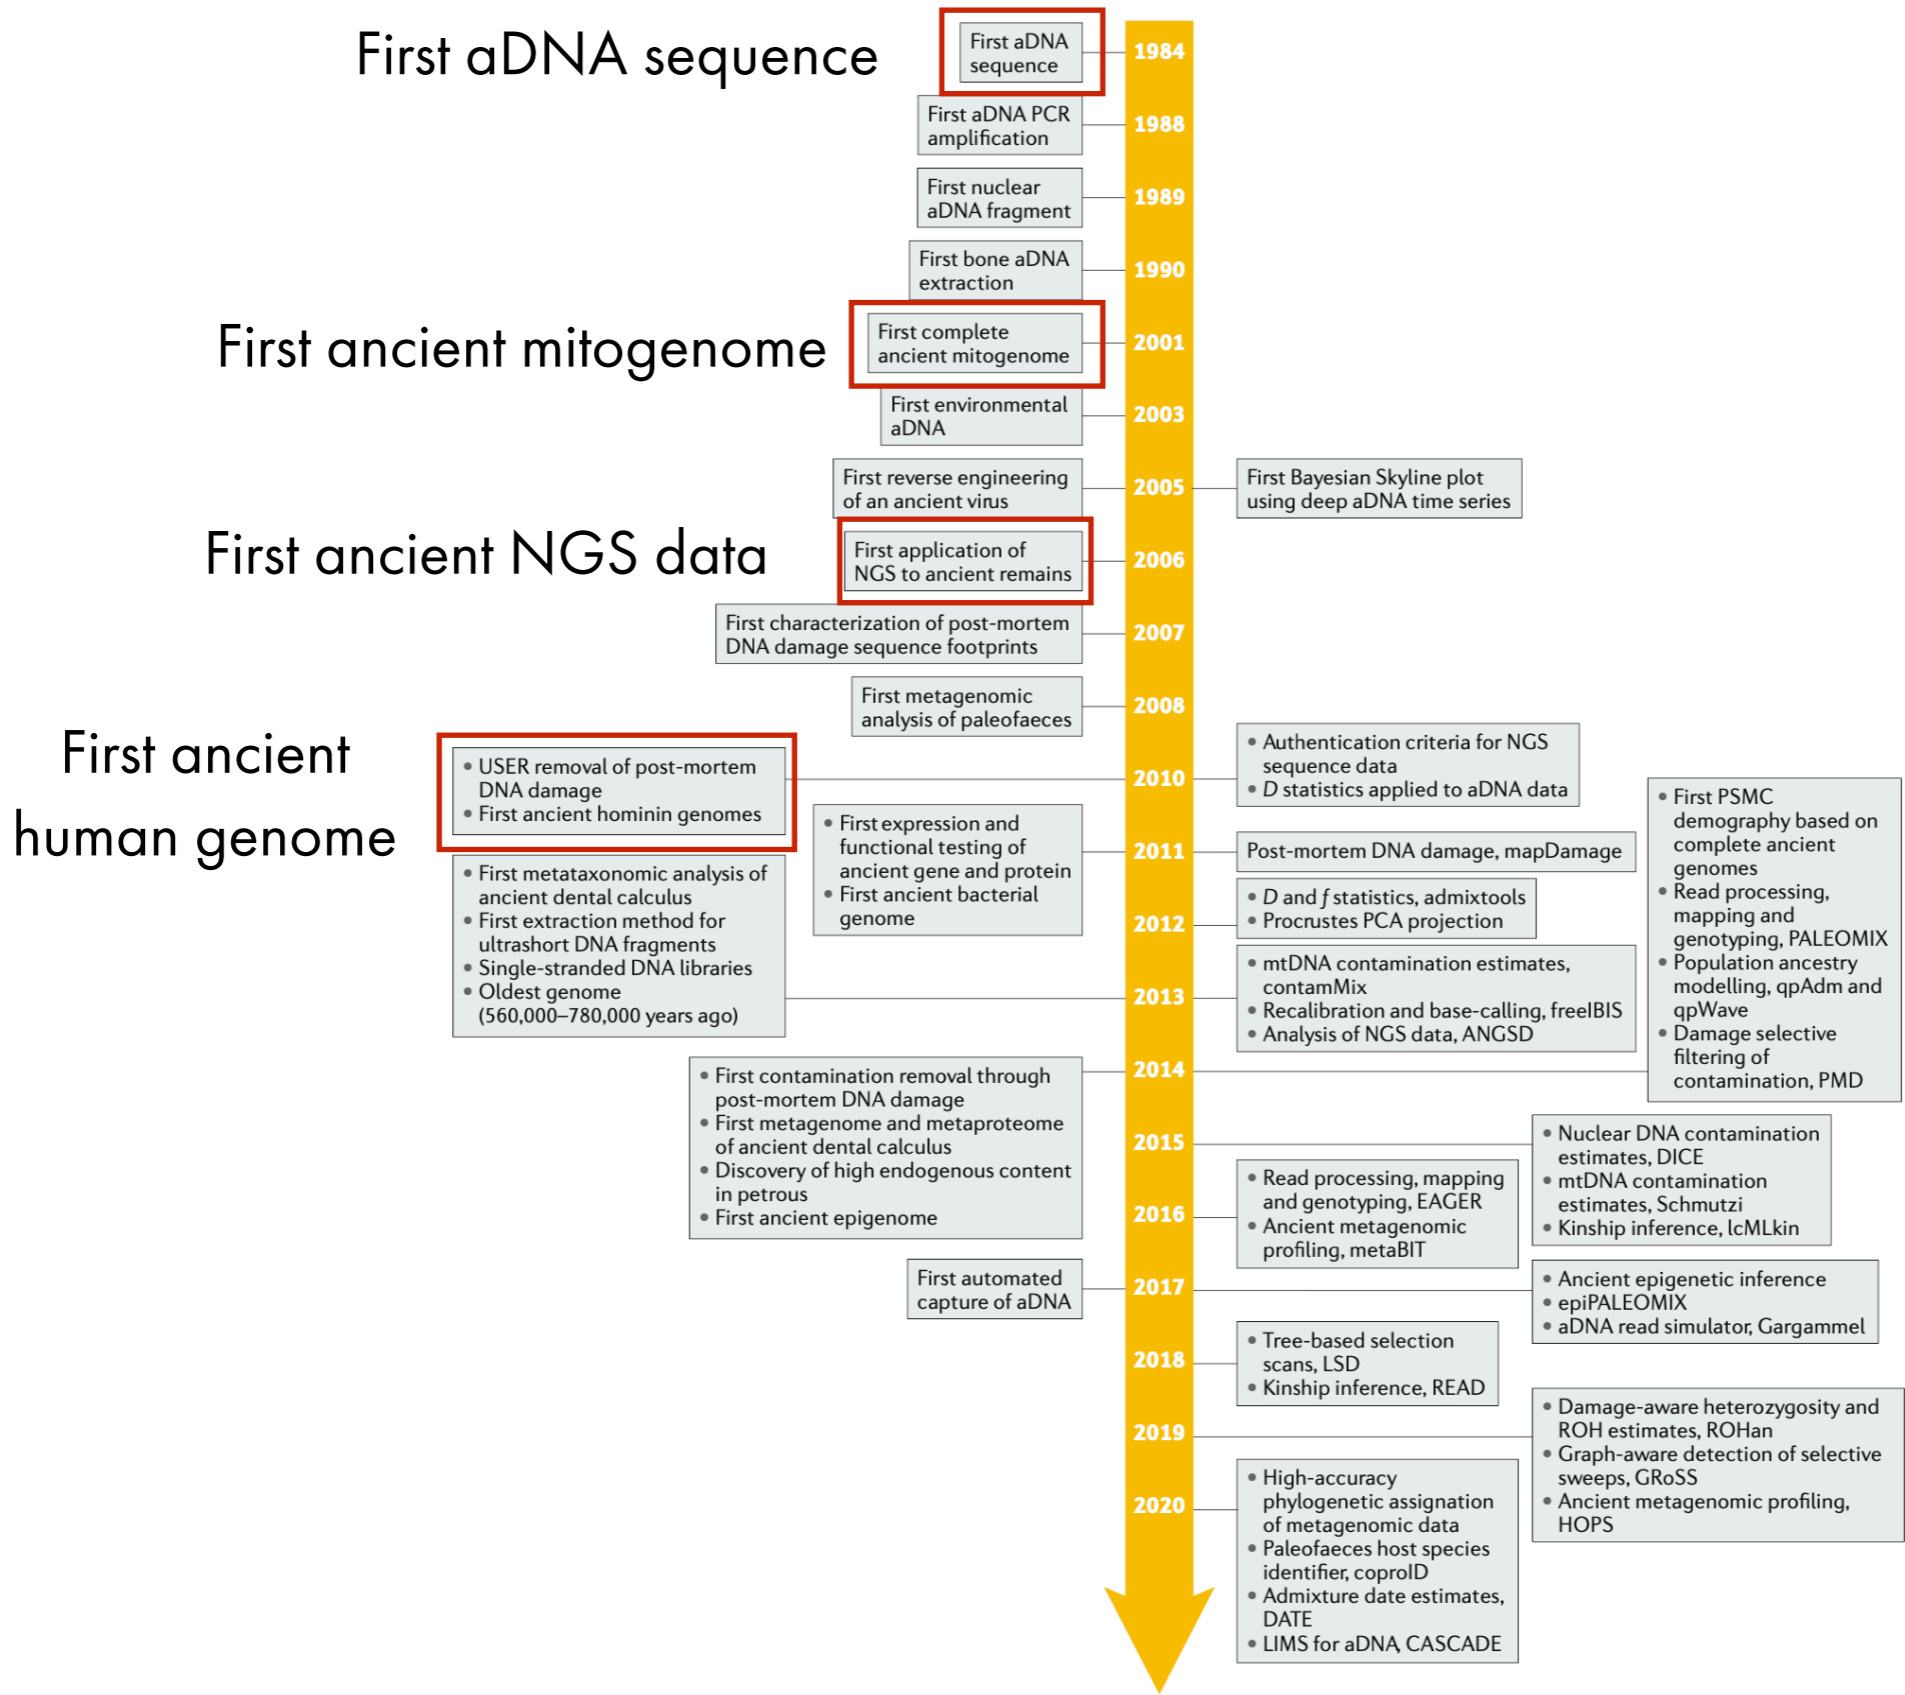 First aDNA sequence
First aDNA
sequence
1984
First aDNA PCR
amplification
1988
First nuclear
aDNA fragment
1989
First bone aDNA
extraction
1990
First ancient mitogenome
First complete
ancient mitogenome
2001
First environmental
aDNA
2003
First reverse engineering
of an ancient virus
2005
First Bayesian Skyline plot
using deep aDNA time series
First ancient NGS data
First application of
NGS to ancient remains
2006
First characterization of post-mortem
DNA damage sequence footprints
2007
First metagenomic
analysis of paleofaeces
2008
First ancient
human genome
• USER removal of post-mortem
DNA damage
• First ancient hominin genomes
2010
• Authentication criteria for NGS
sequence data
• D statistics applied to aDNA data
• First expression and
functional testing of
ancient gene and protein
• First ancient bacterial
genome
2011
Post-mortem DNA damage, mapDamage
2012
• D and f statistics, admixtools
• Procrustes PCA projection
• First metataxonomic analysis of
ancient dental calculus
• First extraction method for
ultrashort DNA fragments
• Single-stranded DNA libraries
• Oldest genome
(560,000–780,000 years ago)
2013
• mtDNA contamination estimates,
contamMix
• Recalibration and base-calling, freeIBIS
• Analysis of NGS data, ANGSD
• First contamination removal through
post-mortem DNA damage
• First metagenome and metaproteome
of ancient dental calculus
• Discovery of high endogenous content
in petrous
• First ancient epigenome
2014
• First PSMC
demography based on
complete ancient
genomes
• Read processing,
mapping and
genotyping, PALEOMIX
• Population ancestry
modelling, qpAdm and
qpWave
• Damage selective
filtering of
contamination, PMD
2015
• Nuclear DNA contamination
estimates, DICE
• mtDNA contamination
estimates, Schmutzi
• Kinship inference, lcMLkin
2016
• Read processing, mapping
and genotyping, EAGER
• Ancient metagenomic
profiling, metaBIT
First automated
capture of aDNA
2017
• Ancient epigenetic inference
• epiPALEOMIX
• aDNA read simulator, Gargammel
2018
• Tree-based selection
scans, LSD
• Kinship inference, READ
2019
• Damage-aware heterozygosity and
ROH estimates, ROHan
• Graph-aware detection of selective
sweeps, GRoSS
• Ancient metagenomic profiling,
HOPS
2020
• High-accuracy
phylogenetic assignation
of metagenomic data
• Paleofaeces host species
identifier, coproID
• Admixture date estimates,
DATE
• LIMS for aDNA, CASCADE